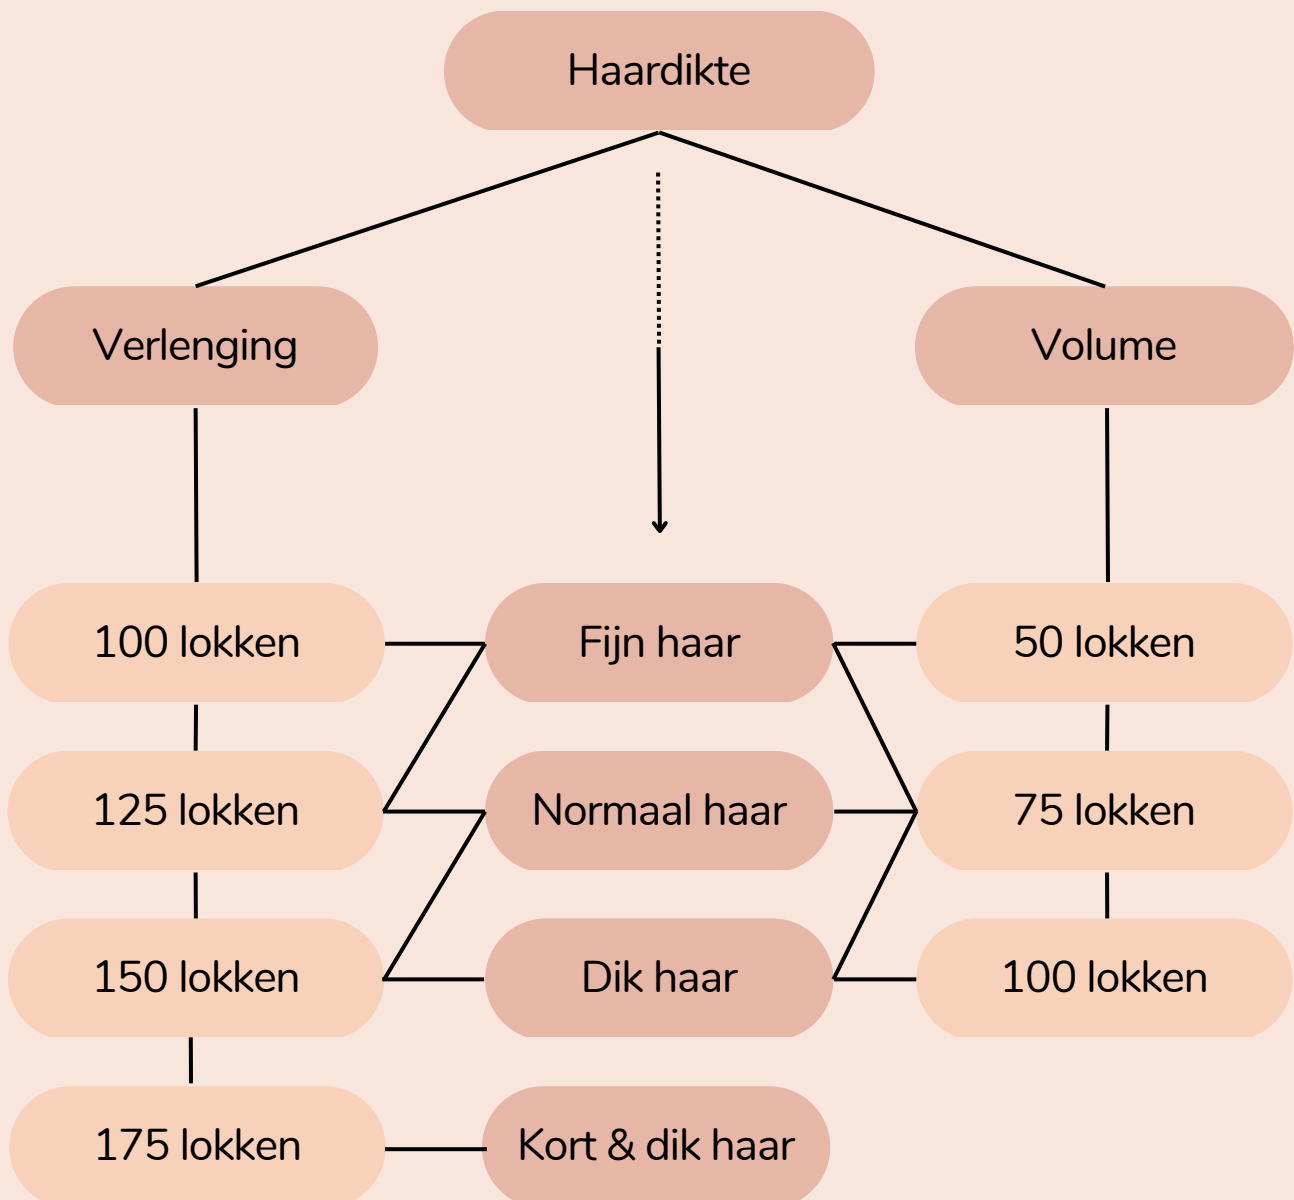 Haardikte
Verlenging
Volume
100 lokken
Fijn haar
50 lokken
125 lokken
Normaal haar
75 lokken
150 lokken
Dik haar
100 lokken
175 lokken
Kort & dik haar